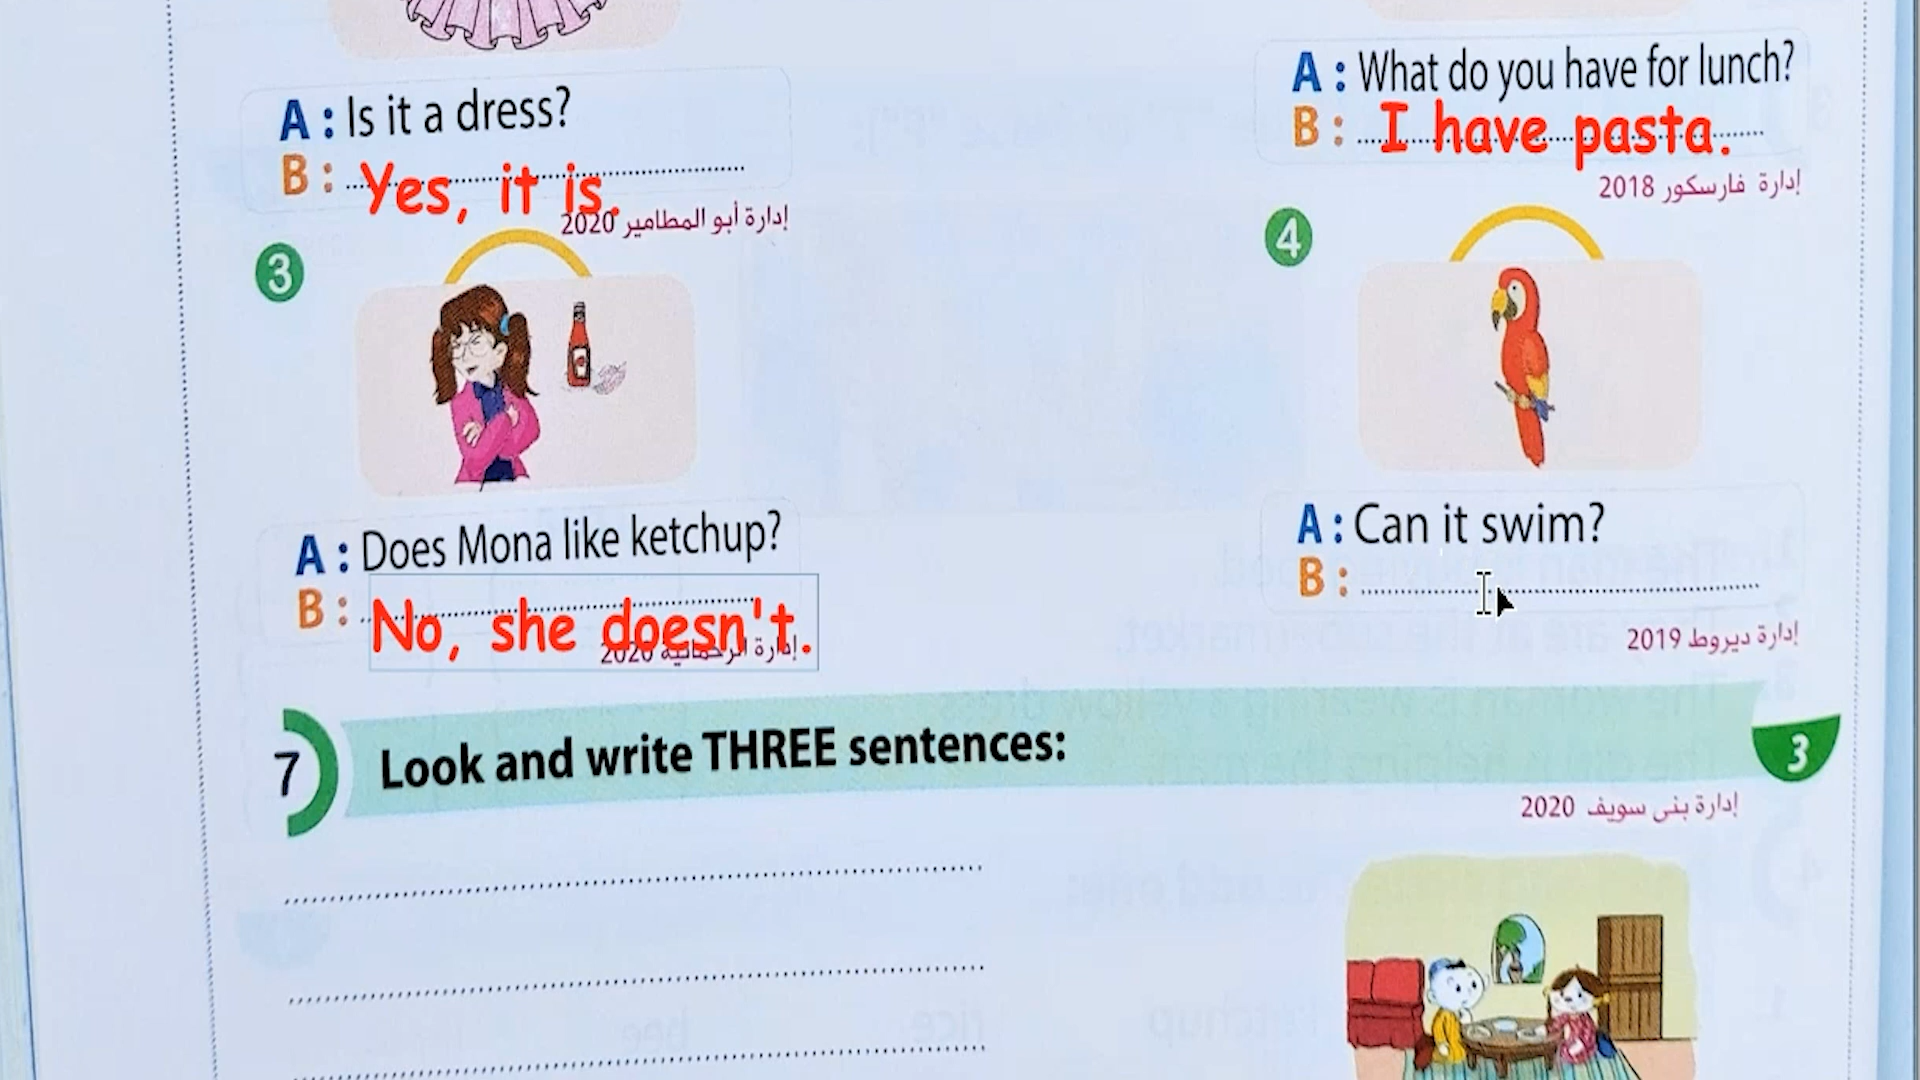 A : Is it a dress?
B : Yes, it is.
إدارة أبو المطامير 2020
A : What do you have for lunch?
B : I have pasta.
إدارة فارسكور 2018
3
A : Does Mona like ketchup?
B : No, she doesn't.
إدارة الرحمانية 2020
4
A : Can it swim?
B :
إدارة ديروط 2019
7 Look and write THREE sentences:
3
إدارة بنى سويف 2020